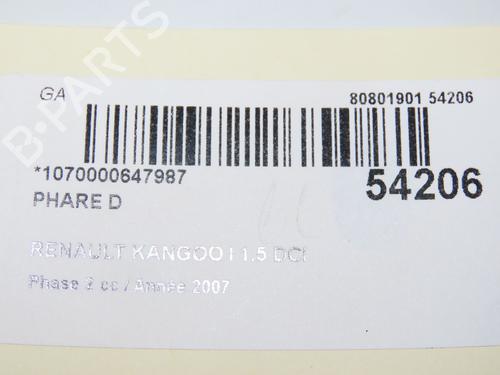 GA
80801901 54206
*1070000647987
54206
PHARE D
RENAULT KANGOO I 1.5 DCI
Phase 2 cc / Année 2007
B-PARTS